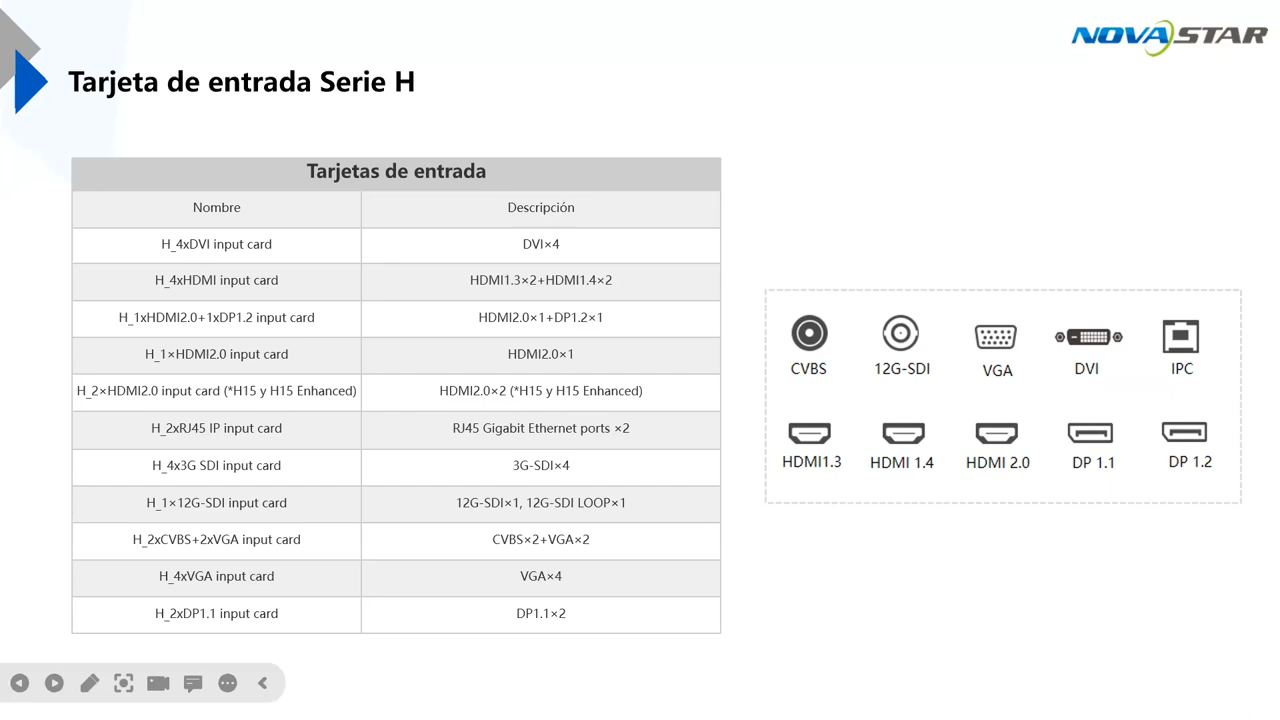 NOVASTAR
Tarjeta de entrada Serie H
Tarjetas de entrada
Nombre Descripción
H_4xDVI input card DVI×4
H_4xHDMI input card HDMI1.3×2+HDMI1.4×2
H_1xHDMI2.0+1xDP1.2 input card HDMI2.0×1+DP1.2×1
H_1×HDMI2.0 input card HDMI2.0×1
H_2×HDMI2.0 input card (*H15 y H15 Enhanced) HDMI2.0×2 (*H15 y H15 Enhanced)
H_2xRJ45 IP input card RJ45 Gigabit Ethernet ports ×2
H_4x3G SDI input card 3G-SDI×4
H_1×12G-SDI input card 12G-SDI×1, 12G-SDI LOOP×1
H_2xCVBS+2xVGA input card CVBS×2+VGA×2
H_4xVGA input card VGA×4
H_2xDP1.1 input card DP1.1×2
CVBS 12G-SDI VGA DVI IPC
HDMI1.3 HDMI 1.4 HDMI 2.0 DP 1.1 DP 1.2